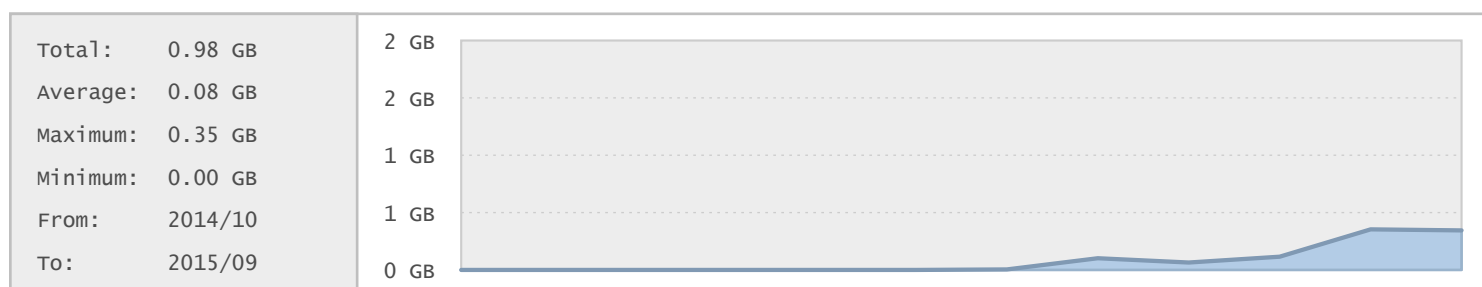 Total: 0.98 GB
Average: 0.08 GB
Maximum: 0.35 GB
Minimum: 0.00 GB
From: 2014/10
To: 2015/09
2 GB
2 GB
1 GB
1 GB
0 GB